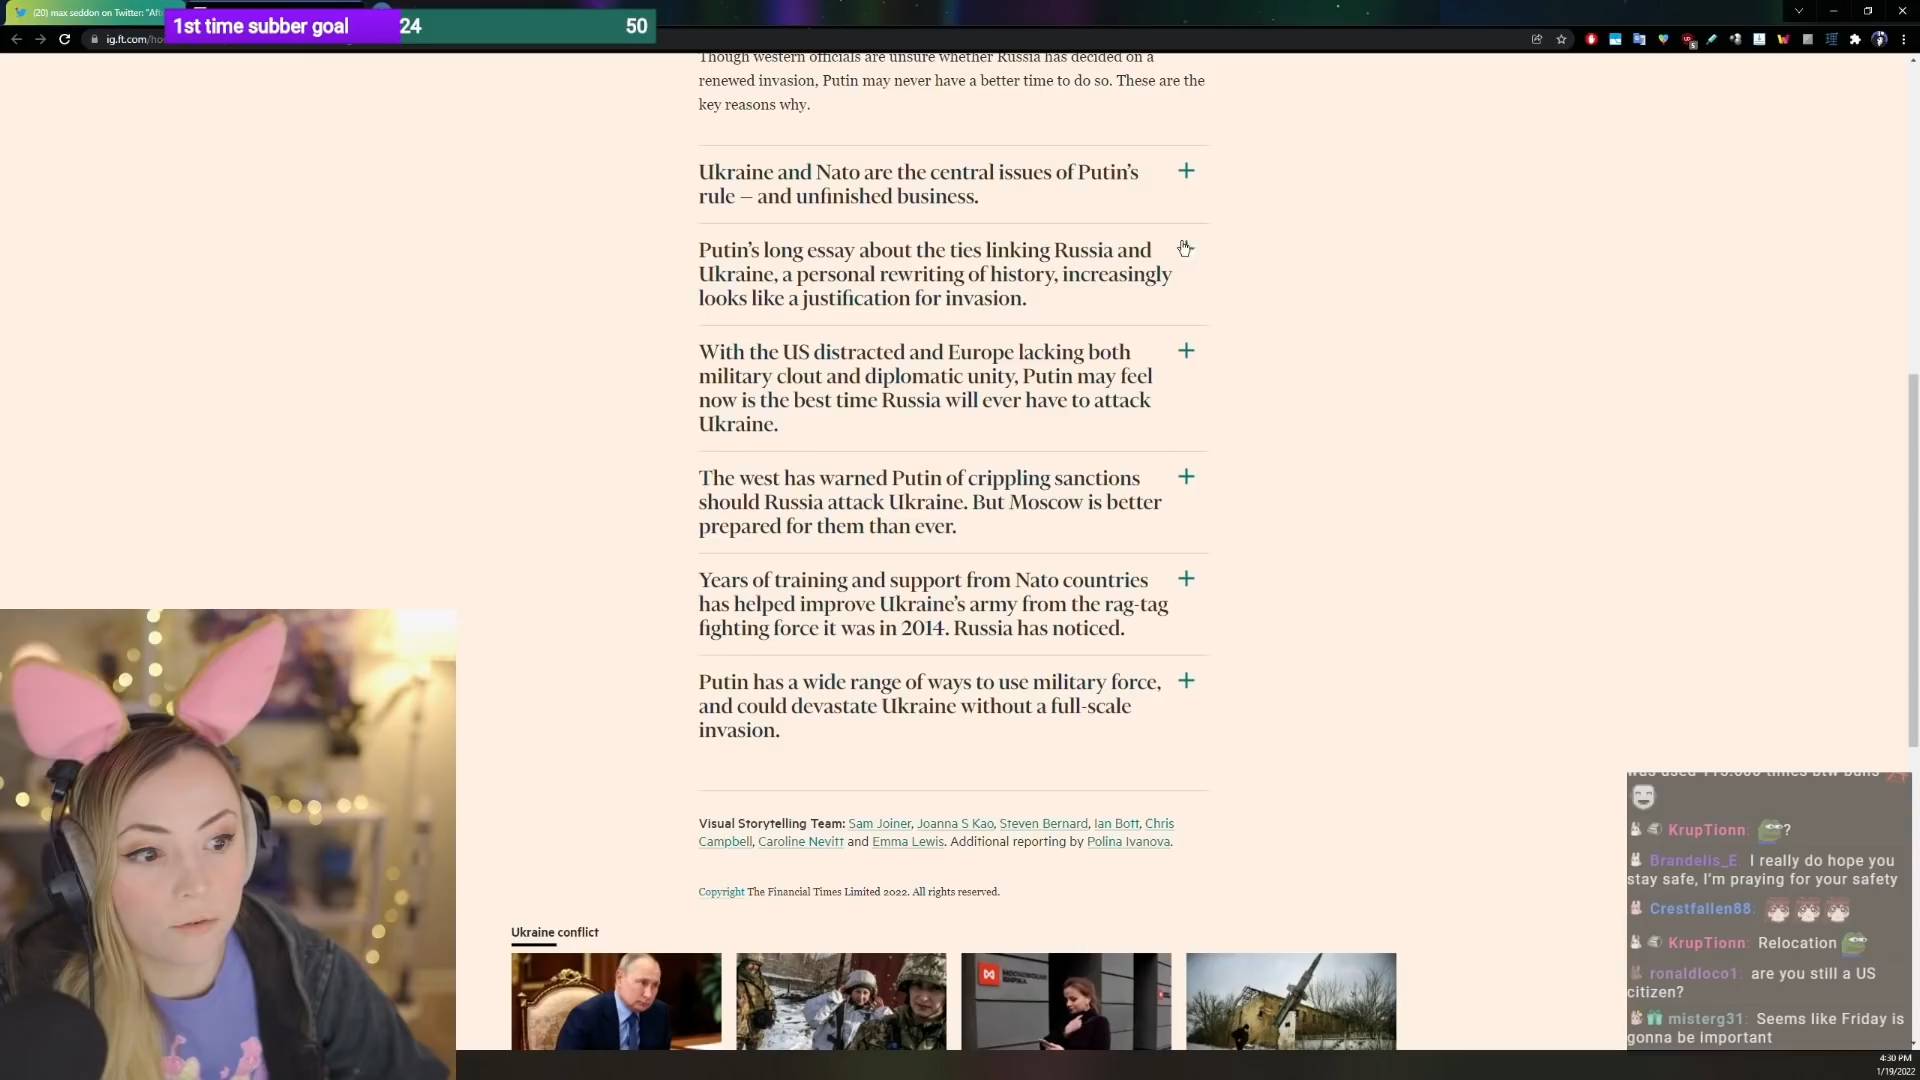 (20) max seddon on Twitter: "Aft
1st time subber goal
24
50
ig.ft.com/ho
Though western officials are unsure whether Russia has decided on a
renewed invasion, Putin may never have a better time to do so. These are the
key reasons why.
Ukraine and Nato are the central issues of Putin's
rule – and unfinished business.
Putin's long essay about the ties linking Russia and
Ukraine, a personal rewriting of history, increasingly
looks like a justification for invasion.
With the US distracted and Europe lacking both
military clout and diplomatic unity, Putin may feel
now is the best time Russia will ever have to attack
Ukraine.
The west has warned Putin of crippling sanctions
should Russia attack Ukraine. But Moscow is better
prepared for them than ever.
Years of training and support from Nato countries
has helped improve Ukraine's army from the rag-tag
fighting force it was in 2014. Russia has noticed.
Putin has a wide range of ways to use military force,
and could devastate Ukraine without a full-scale
invasion.
Visual Storytelling Team: Sam Joiner, Joanna S Kao, Steven Bernard, Ian Bott, Chris
Campbell, Caroline Nevitt and Emma Lewis. Additional reporting by Polina Ivanova.
Copyright The Financial Times Limited 2022. All rights reserved.
Ukraine conflict
KrupTionn: ?
Brandelis_E: I really do hope you
stay safe, I'm praying for your safety
Crestfallen88:
KrupTionn: Relocation
ronaldloco1: are you still a US
citizen?
misterg31: Seems like Friday is
gonna be important
4:30 PM
1/19/2022